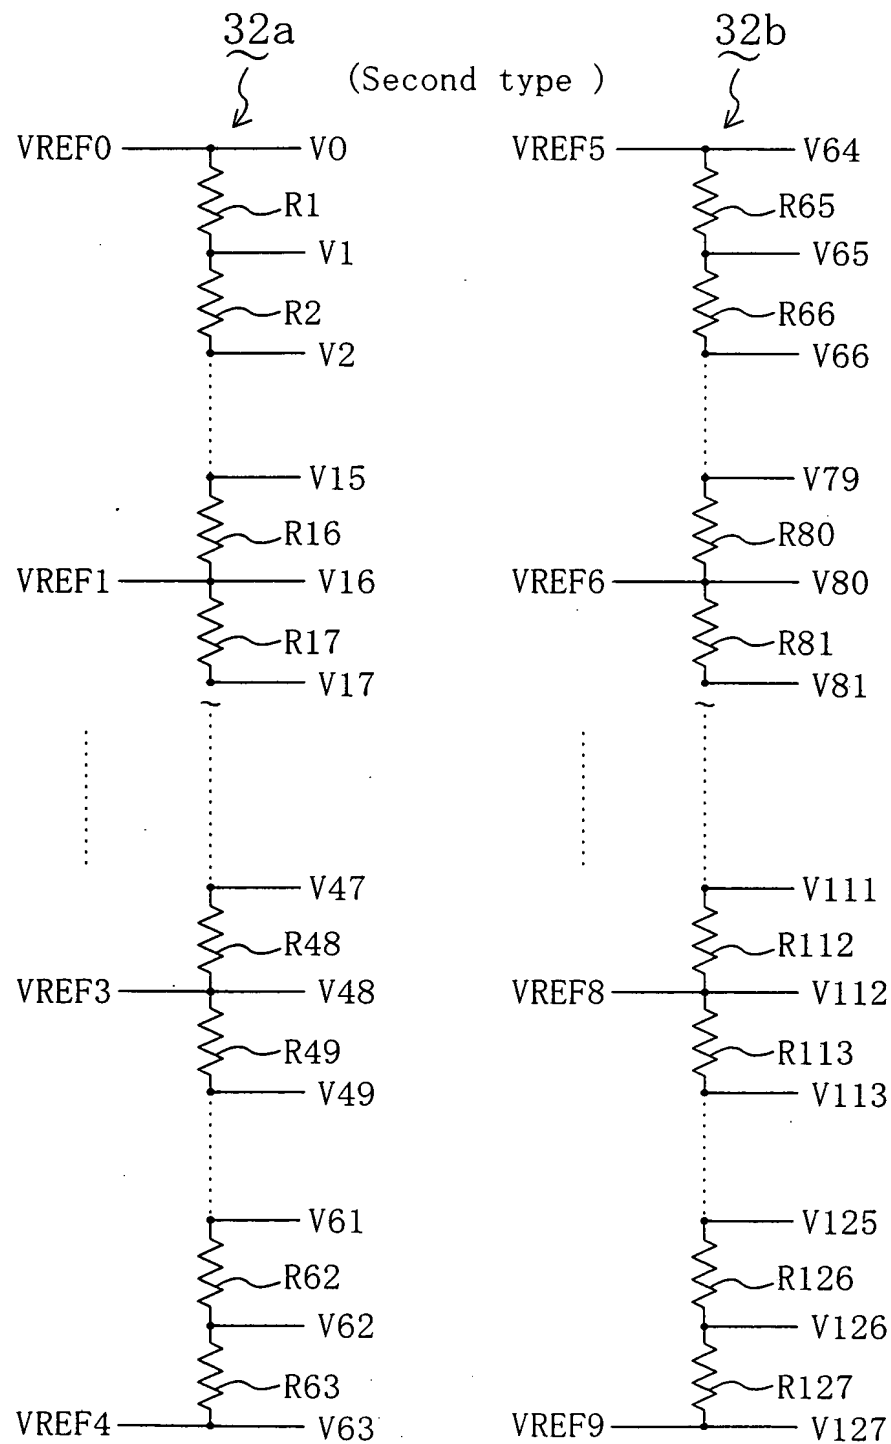 32a 32b
(Second type )
VREF0 V0 VREF5 V64
R1 R65
V1 V65
R2 R66
V2 V66
V15 V79
R16 R80
VREF1 V16 VREF6 V80
R17 R81
V17 V81
V47 V111
R48 R112
VREF3 V48 VREF8 V112
R49 R113
V49 V113
V61 V125
R62 R126
V62 V126
R63 R127
VREF4 V63 VREF9 V127